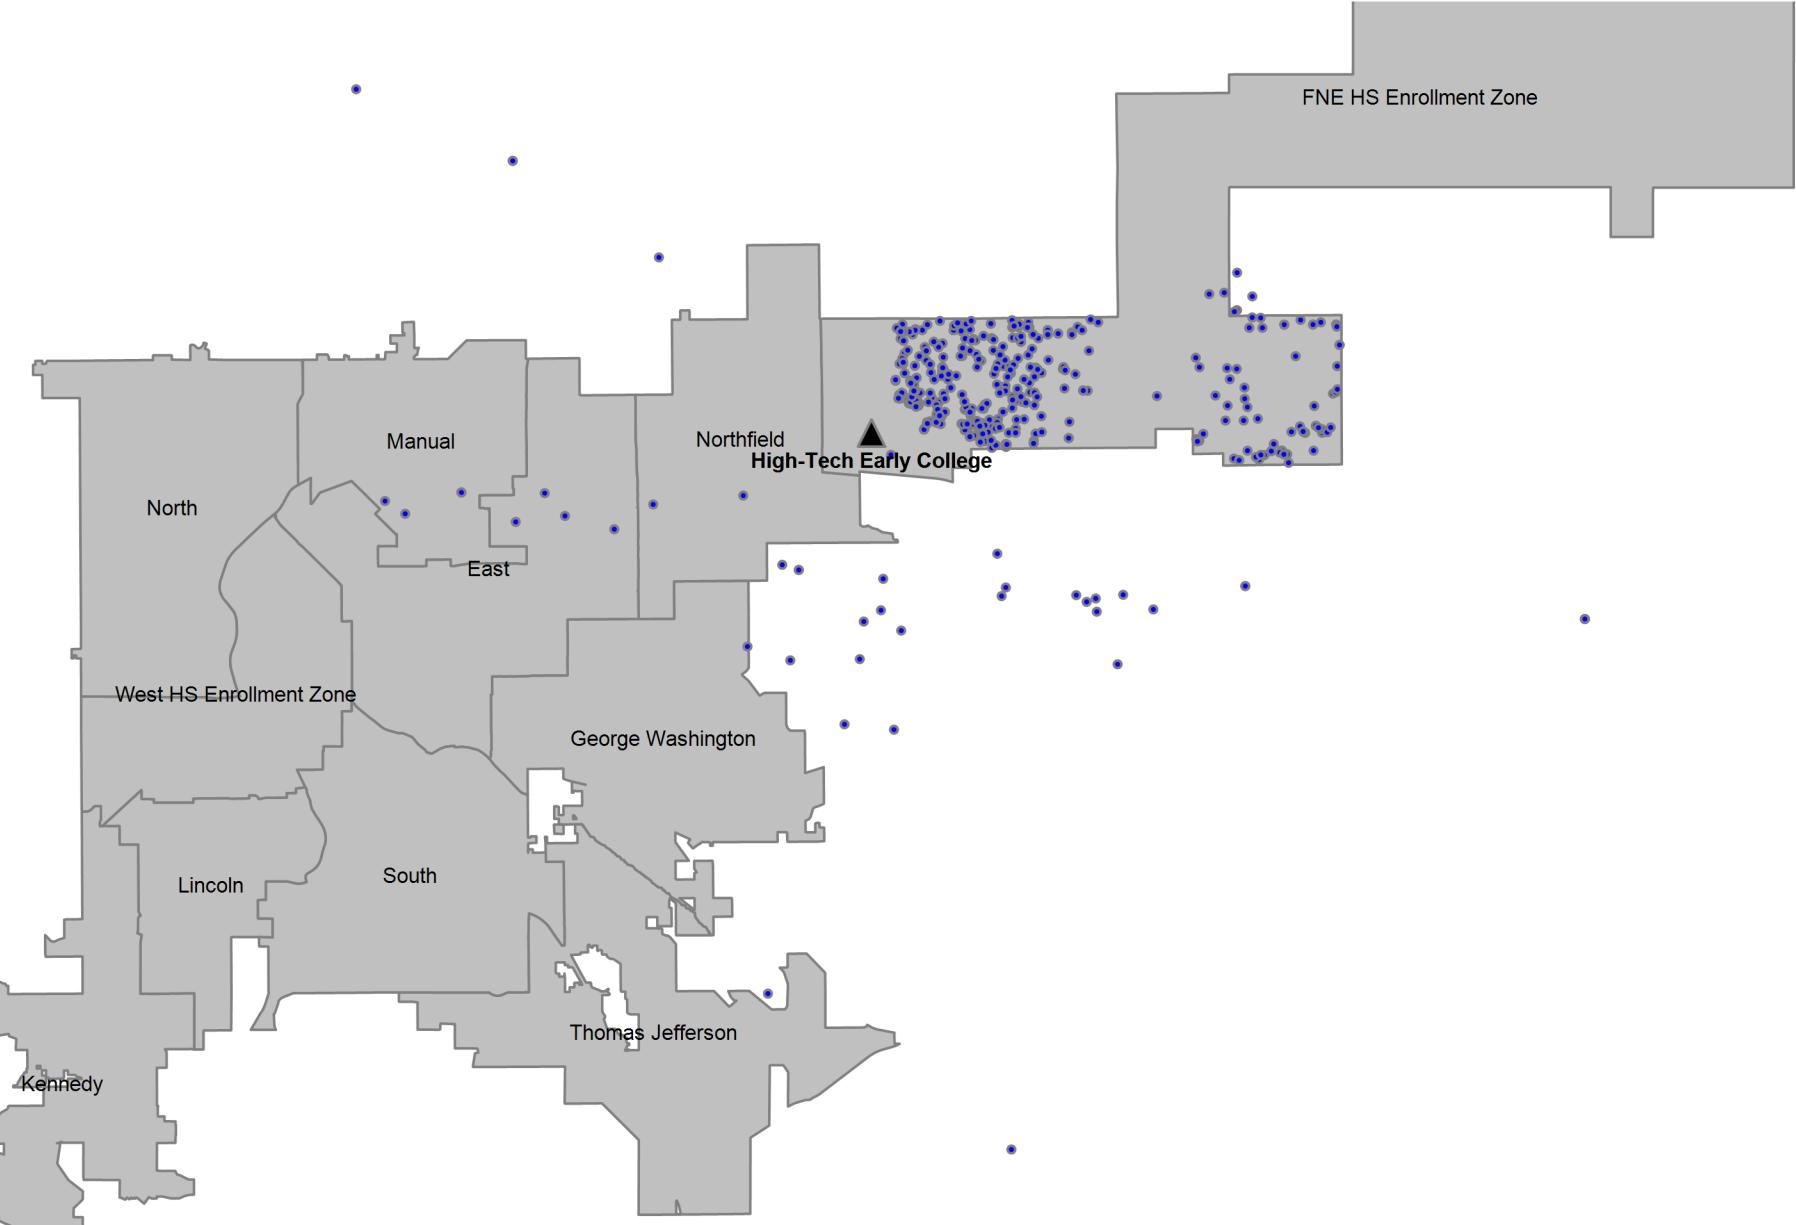 FNE HS Enrollment Zone
Manual
Northfield
High-Tech Early College
North
East
West HS Enrollment Zone
George Washington
Lincoln
South
Thomas Jefferson
Kennedy